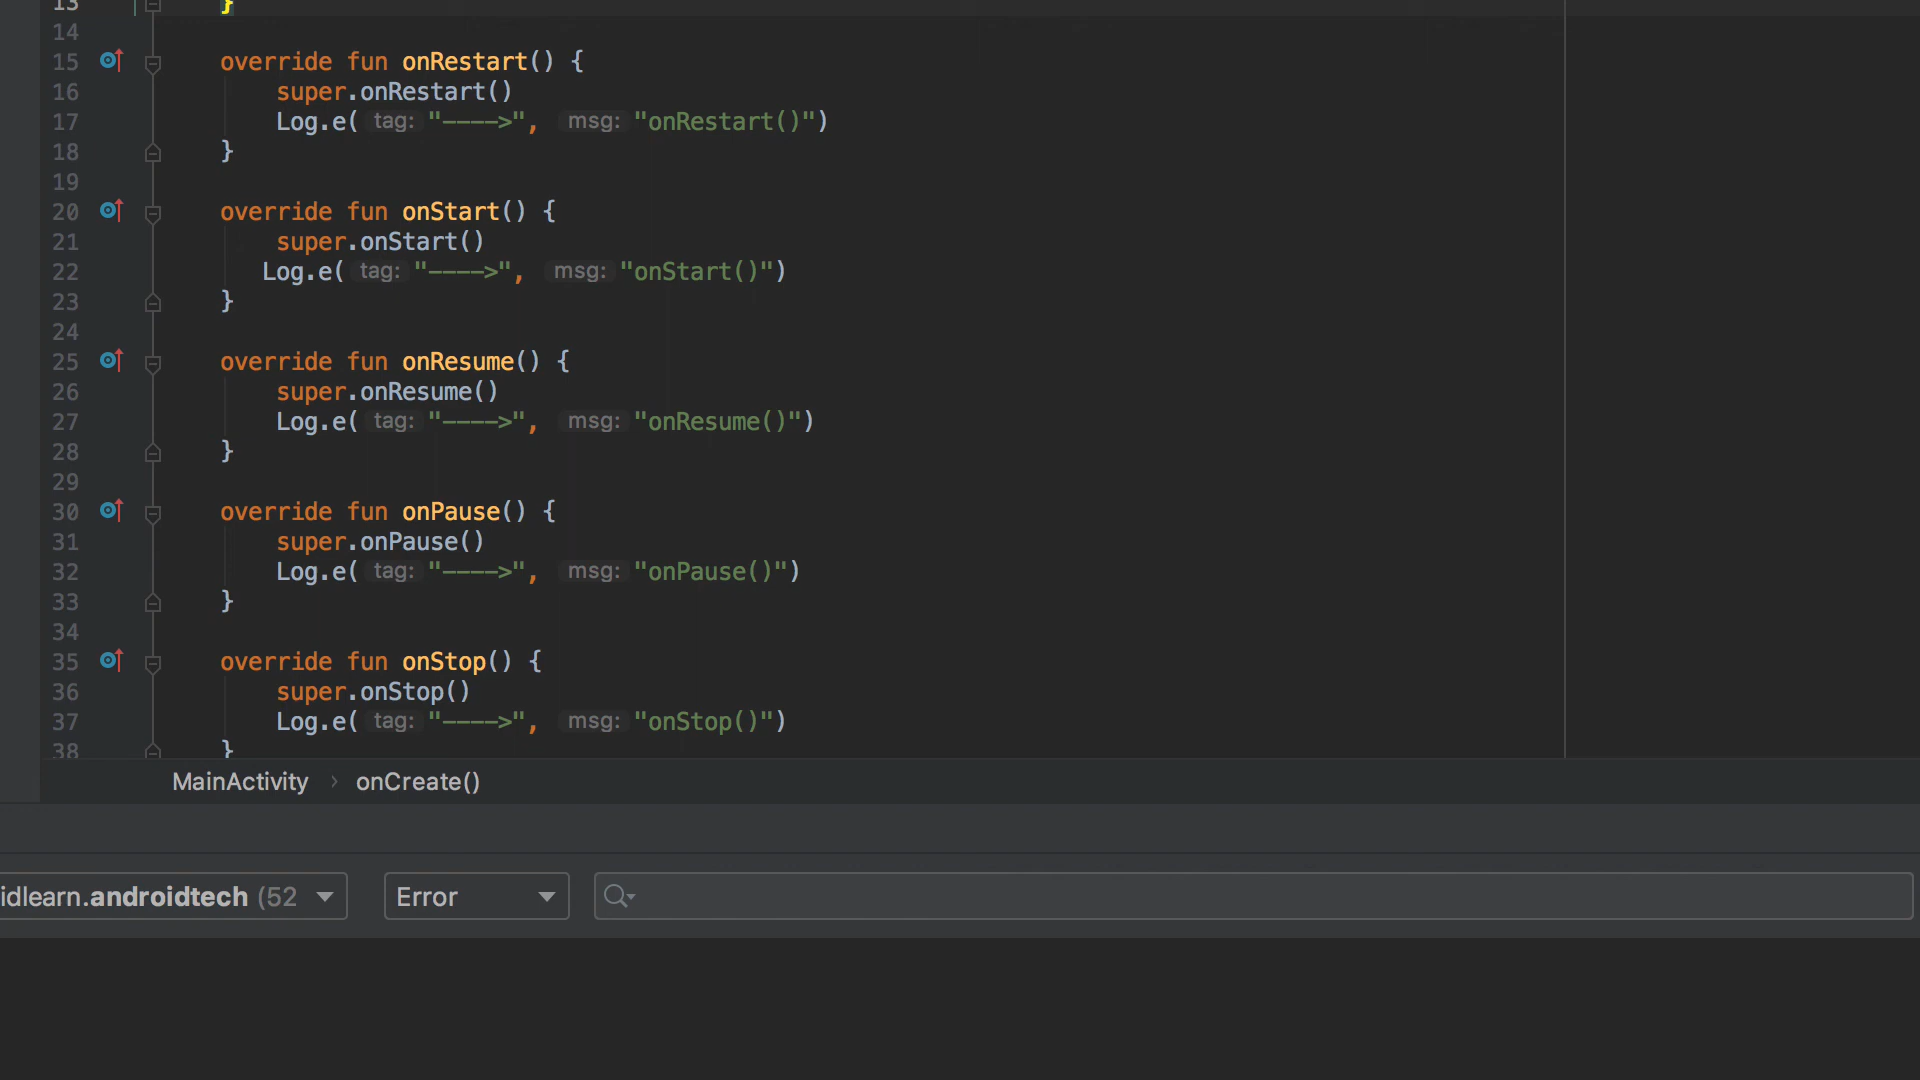 13 }
14
15 override fun onRestart() {
16 super.onRestart()
17 Log.e( tag: "---->", msg: "onRestart()")
18 }
19
20 override fun onStart() {
21 super.onStart()
22 Log.e( tag: "---->", msg: "onStart()")
23 }
24
25 override fun onResume() {
26 super.onResume()
27 Log.e( tag: "---->", msg: "onResume()")
28 }
29
30 override fun onPause() {
31 super.onPause()
32 Log.e( tag: "---->", msg: "onPause()")
33 }
34
35 override fun onStop() {
36 super.onStop()
37 Log.e( tag: "---->", msg: "onStop()")
38 }
MainActivity › onCreate()
idlearn.androidtech (52 Error